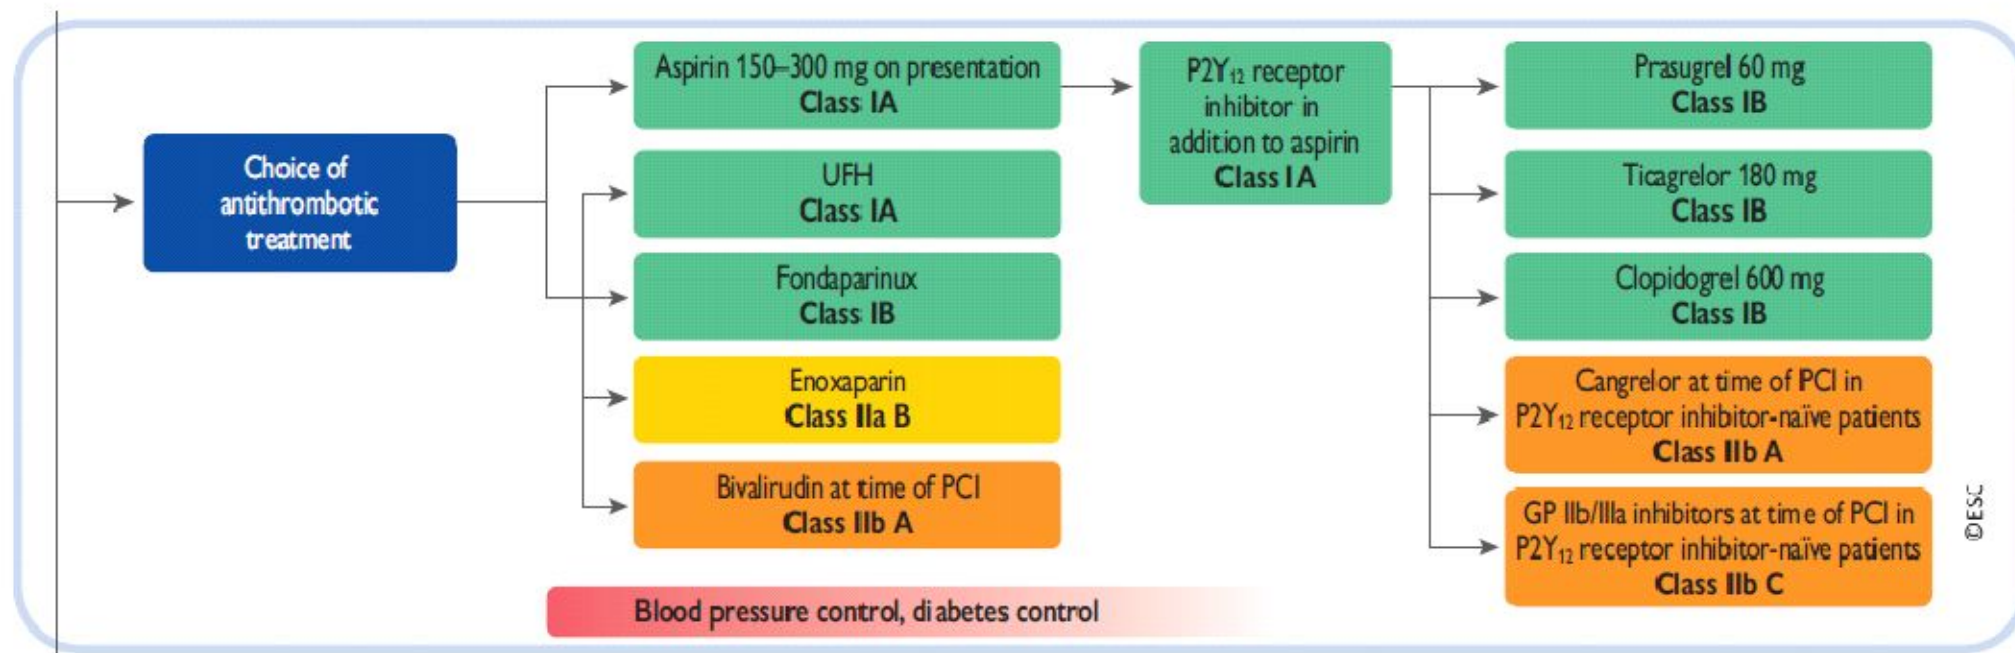 Choice of
antithrombotic
treatment
Aspirin 150–300 mg on presentation
Class IA
UFH
Class IA
Fondaparinux
Class IB
Enoxaparin
Class IIa B
Bivalirudin at time of PCI
Class IIb A
P2Y₁₂ receptor
inhibitor in
addition to aspirin
Class IA
Prasugrel 60 mg
Class IB
Ticagrelor 180 mg
Class IB
Clopidogrel 600 mg
Class IB
Cangrelor at time of PCI in
P2Y₁₂ receptor inhibitor-naïve patients
Class IIb A
GP IIb/IIIa inhibitors at time of PCI in
P2Y₁₂ receptor inhibitor-naïve patients
Class IIb C
Blood pressure control, diabetes control
©ESC